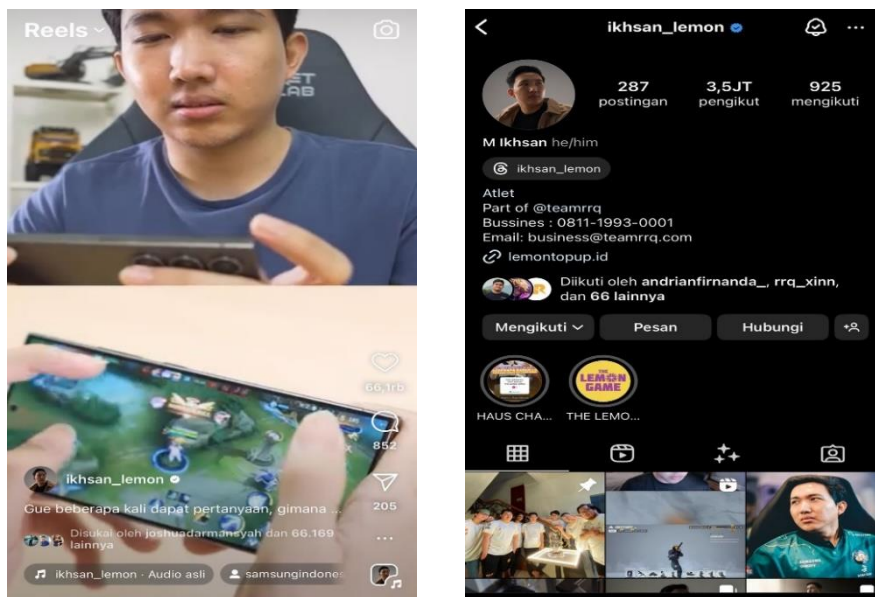 Reels
ET
LAB
66,1rb
852
ikhsan_lemon
Gue beberapa kali dapat pertanyaan, gimana ...
205
Disukai oleh joshuadarmansyah dan 66.169
lainnya
ikhsan_lemon · Audio asli
samsungindones
ikhsan_lemon
287
3,5JT
925
postingan
pengikut
mengikuti
M Ikhsan he/him
ikhsan_lemon
Atlet
Part of @teamrrq
Bussines : 0811-1993-0001
Email: business@teamrrq.com
lemontopup.id
Diikuti oleh andrianfirnanda_, rrq_xinn,
dan 66 lainnya
Mengikuti
Pesan
Hubungi
THE
LEMON
GAME
HAUS CHA...
THE LEMO...